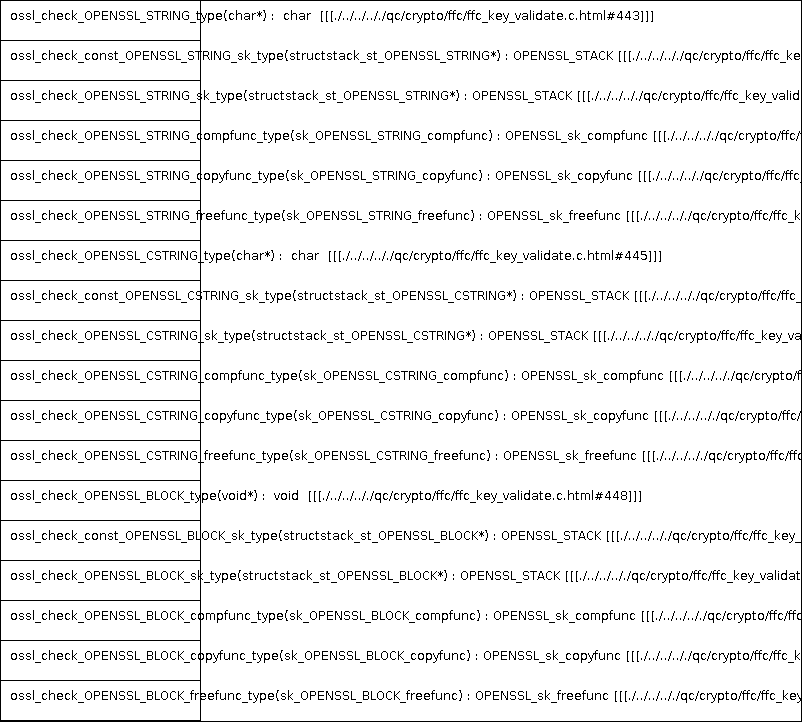 ossl_check_OPENSSL_STRING_type(char*) : char [[[./../../../qc/crypto/ffc/ffc_key_validate.c.html#443]]]
ossl_check_const_OPENSSL_STRING_sk_type(structstack_st_OPENSSL_STRING*) : OPENSSL_STACK [[[./../../../qc/crypto/ffc/ffc_ke
ossl_check_OPENSSL_STRING_sk_type(structstack_st_OPENSSL_STRING*) : OPENSSL_STACK [[[./../../../qc/crypto/ffc/ffc_key_valid
ossl_check_OPENSSL_STRING_compfunc_type(sk_OPENSSL_STRING_compfunc) : OPENSSL_sk_compfunc [[[./../../../qc/crypto/ffc/
ossl_check_OPENSSL_STRING_copyfunc_type(sk_OPENSSL_STRING_copyfunc) : OPENSSL_sk_copyfunc [[[./../../../qc/crypto/ffc/ffc_
ossl_check_OPENSSL_STRING_freefunc_type(sk_OPENSSL_STRING_freefunc) : OPENSSL_sk_freefunc [[[./../../../qc/crypto/ffc/ffc_k
ossl_check_OPENSSL_CSTRING_type(char*) : char [[[./../../../qc/crypto/ffc/ffc_key_validate.c.html#445]]]
ossl_check_const_OPENSSL_CSTRING_sk_type(structstack_st_OPENSSL_CSTRING*) : OPENSSL_STACK [[[./../../../qc/crypto/ffc/ffc_
ossl_check_OPENSSL_CSTRING_sk_type(structstack_st_OPENSSL_CSTRING*) : OPENSSL_STACK [[[./../../../qc/crypto/ffc/ffc_key_va
ossl_check_OPENSSL_CSTRING_compfunc_type(sk_OPENSSL_CSTRING_compfunc) : OPENSSL_sk_compfunc [[[./../../../qc/crypto/f
ossl_check_OPENSSL_CSTRING_copyfunc_type(sk_OPENSSL_CSTRING_copyfunc) : OPENSSL_sk_copyfunc [[[./../../../qc/crypto/ffc/
ossl_check_OPENSSL_CSTRING_freefunc_type(sk_OPENSSL_CSTRING_freefunc) : OPENSSL_sk_freefunc [[[./../../../qc/crypto/ffc/ffc
ossl_check_OPENSSL_BLOCK_type(void*) : void [[[./../../../qc/crypto/ffc/ffc_key_validate.c.html#448]]]
ossl_check_const_OPENSSL_BLOCK_sk_type(structstack_st_OPENSSL_BLOCK*) : OPENSSL_STACK [[[./../../../qc/crypto/ffc/ffc_key_
ossl_check_OPENSSL_BLOCK_sk_type(structstack_st_OPENSSL_BLOCK*) : OPENSSL_STACK [[[./../../../qc/crypto/ffc/ffc_key_validat
ossl_check_OPENSSL_BLOCK_compfunc_type(sk_OPENSSL_BLOCK_compfunc) : OPENSSL_sk_compfunc [[[./../../../qc/crypto/ffc/ffc
ossl_check_OPENSSL_BLOCK_copyfunc_type(sk_OPENSSL_BLOCK_copyfunc) : OPENSSL_sk_copyfunc [[[./../../../qc/crypto/ffc/ffc_k
ossl_check_OPENSSL_BLOCK_freefunc_type(sk_OPENSSL_BLOCK_freefunc) : OPENSSL_sk_freefunc [[[./../../../qc/crypto/ffc/ffc_key